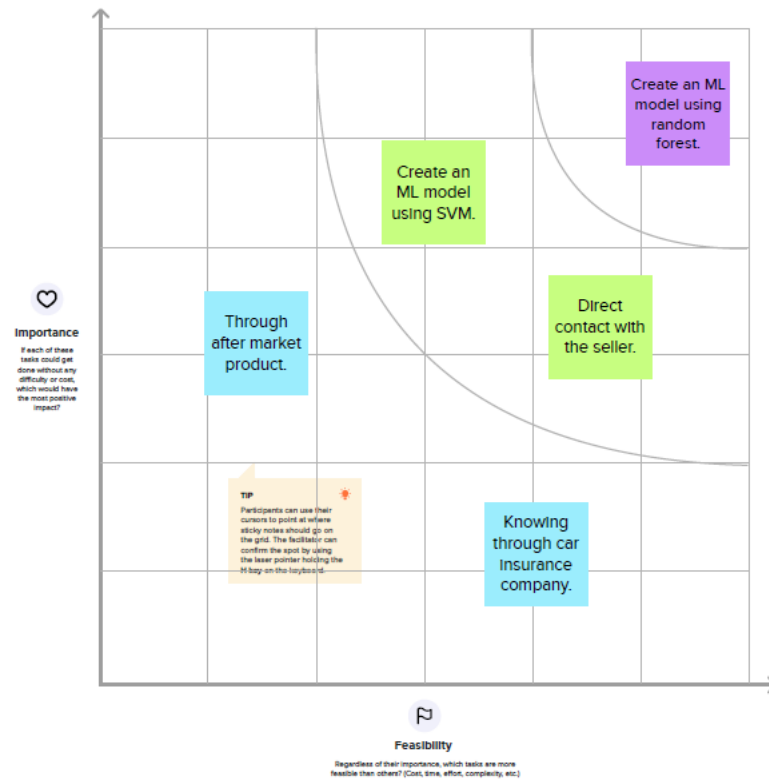 Create an ML
model using
random
forest.
Create an
ML model
using SVM.
Direct
contact with
the seller.
Through
after market
product.
Importance
If each of these
tasks could get
done without any
difficulty or cost,
which would have
the most positive
impact?
TIP
Participants can use their
cursors to point at where
sticky notes should go on
the grid. The facilitator can
confirm the spot by using
the laser pointer holding the
H key on the keyboard.
Knowing
through car
insurance
company.
Feasibility
Regardless of their importance, which tasks are more
feasible than others? (Cost, time, effort, complexity, etc.)